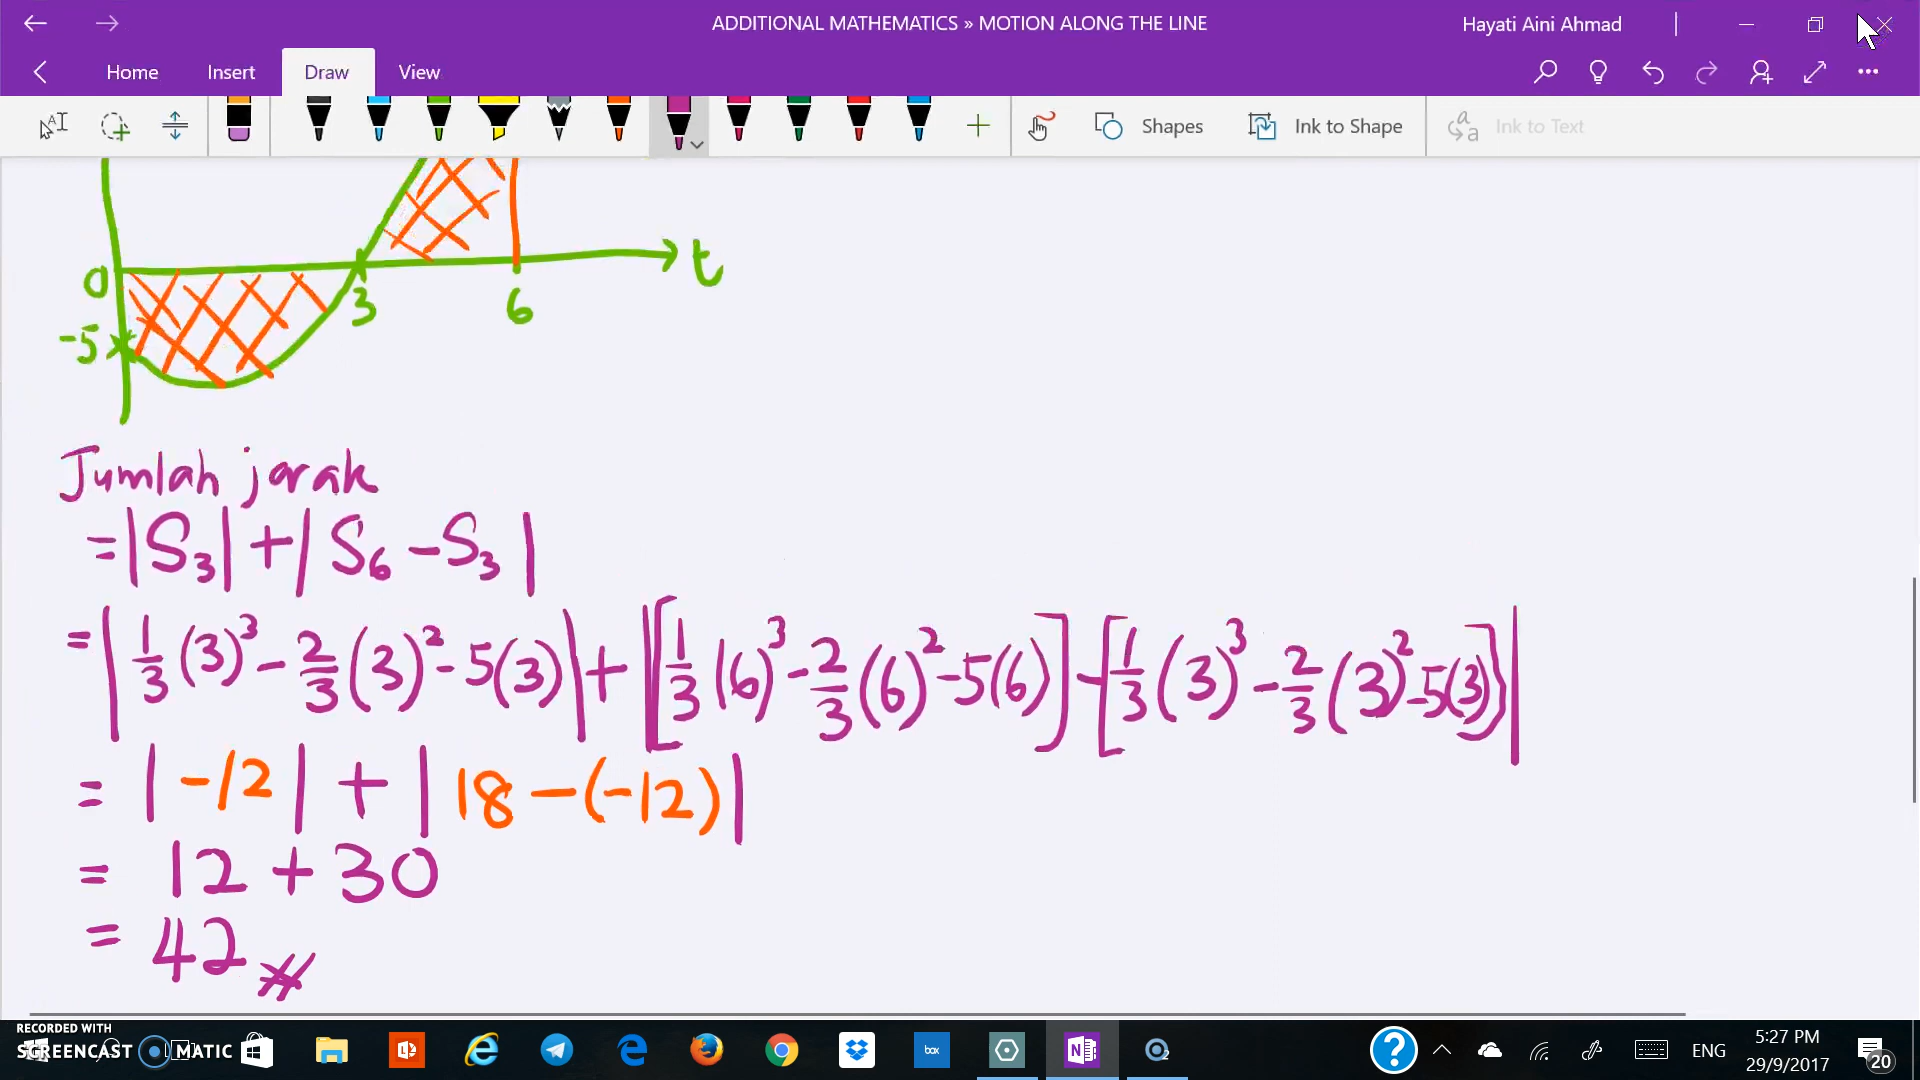 ADDITIONAL MATHEMATICS » MOTION ALONG THE LINE
Hayati Aini Ahmad
Home Insert Draw View
Shapes Ink to Shape Ink to Text
0
3
6
t
-5
Jumlah jarak
= |S₃| + |S₆ - S₃|
= |1/3 (3)³ - 2/3 (3)² - 5(3)| + |[1/3 (6)³ - 2/3 (6)² - 5(6)] - [1/3 (3)³ - 2/3 (3)² - 5(3)]|
= |-12| + |18 - (-12)|
= 12 + 30
= 42
RECORDED WITH
SCREENCAST MATIC
box
N
ENG
5:27 PM
29/9/2017
20